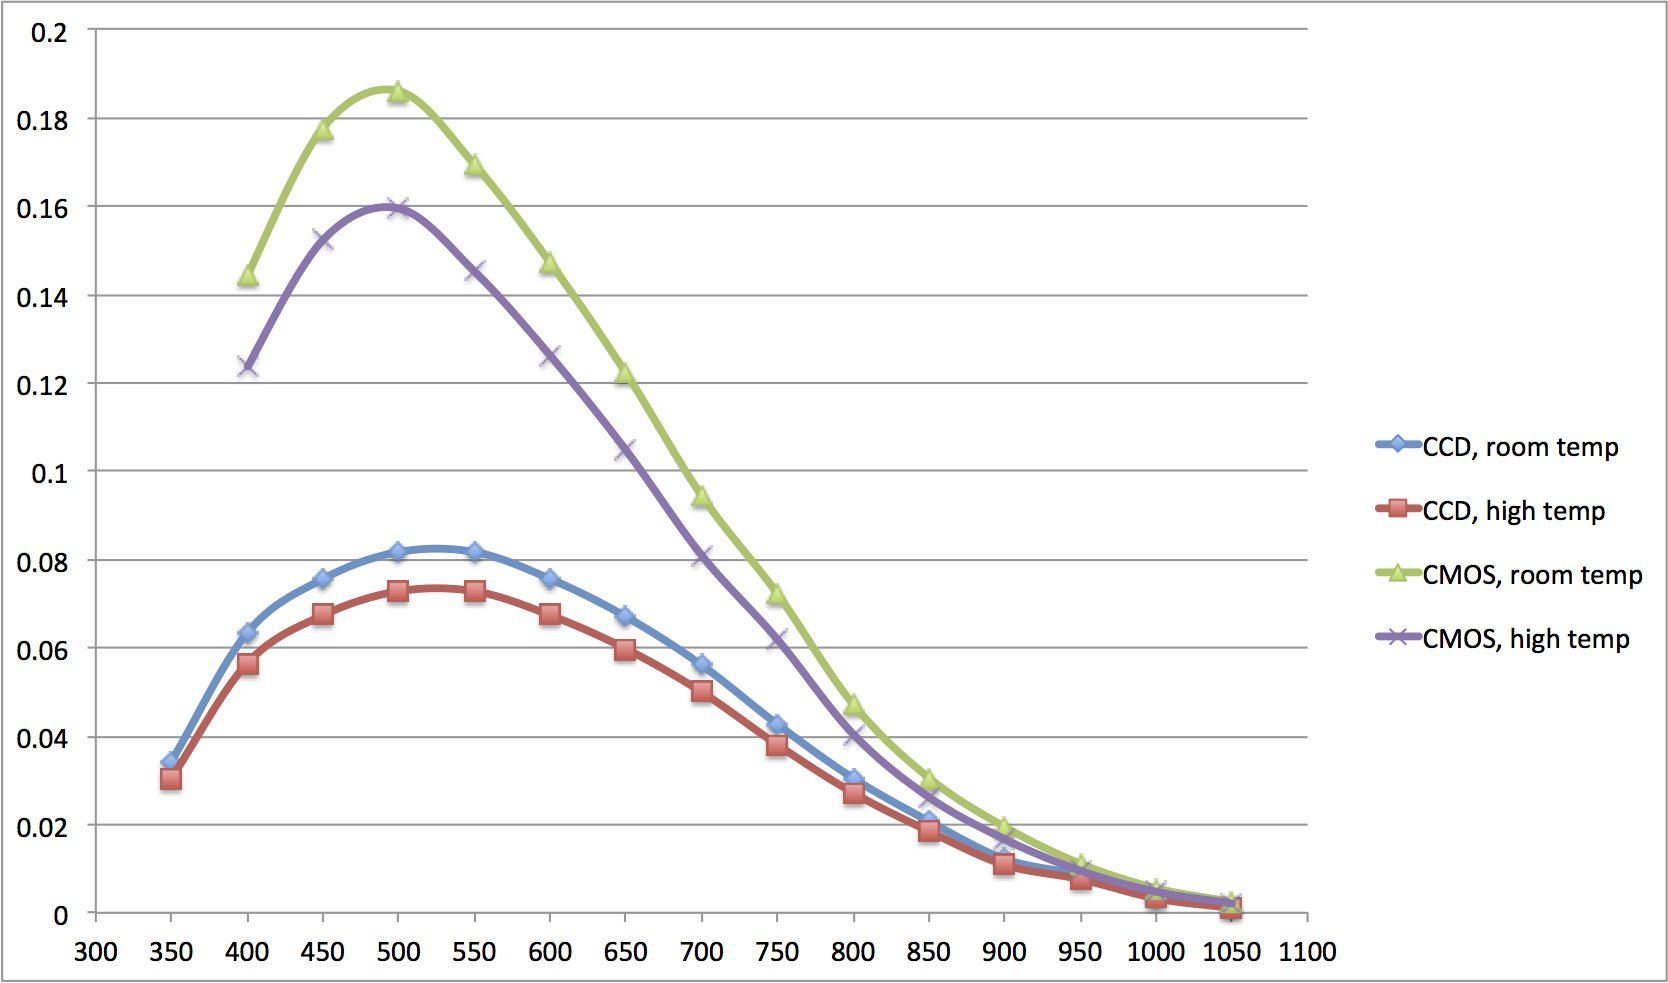 0.2
0.18
0.16
0.14
0.12
0.1
0.08
0.06
0.04
0.02
0
300 350 400 450 500 550 600 650 700 750 800 850 900 950 1000 1050 1100
CCD, room temp
CCD, high temp
CMOS, room temp
CMOS, high temp